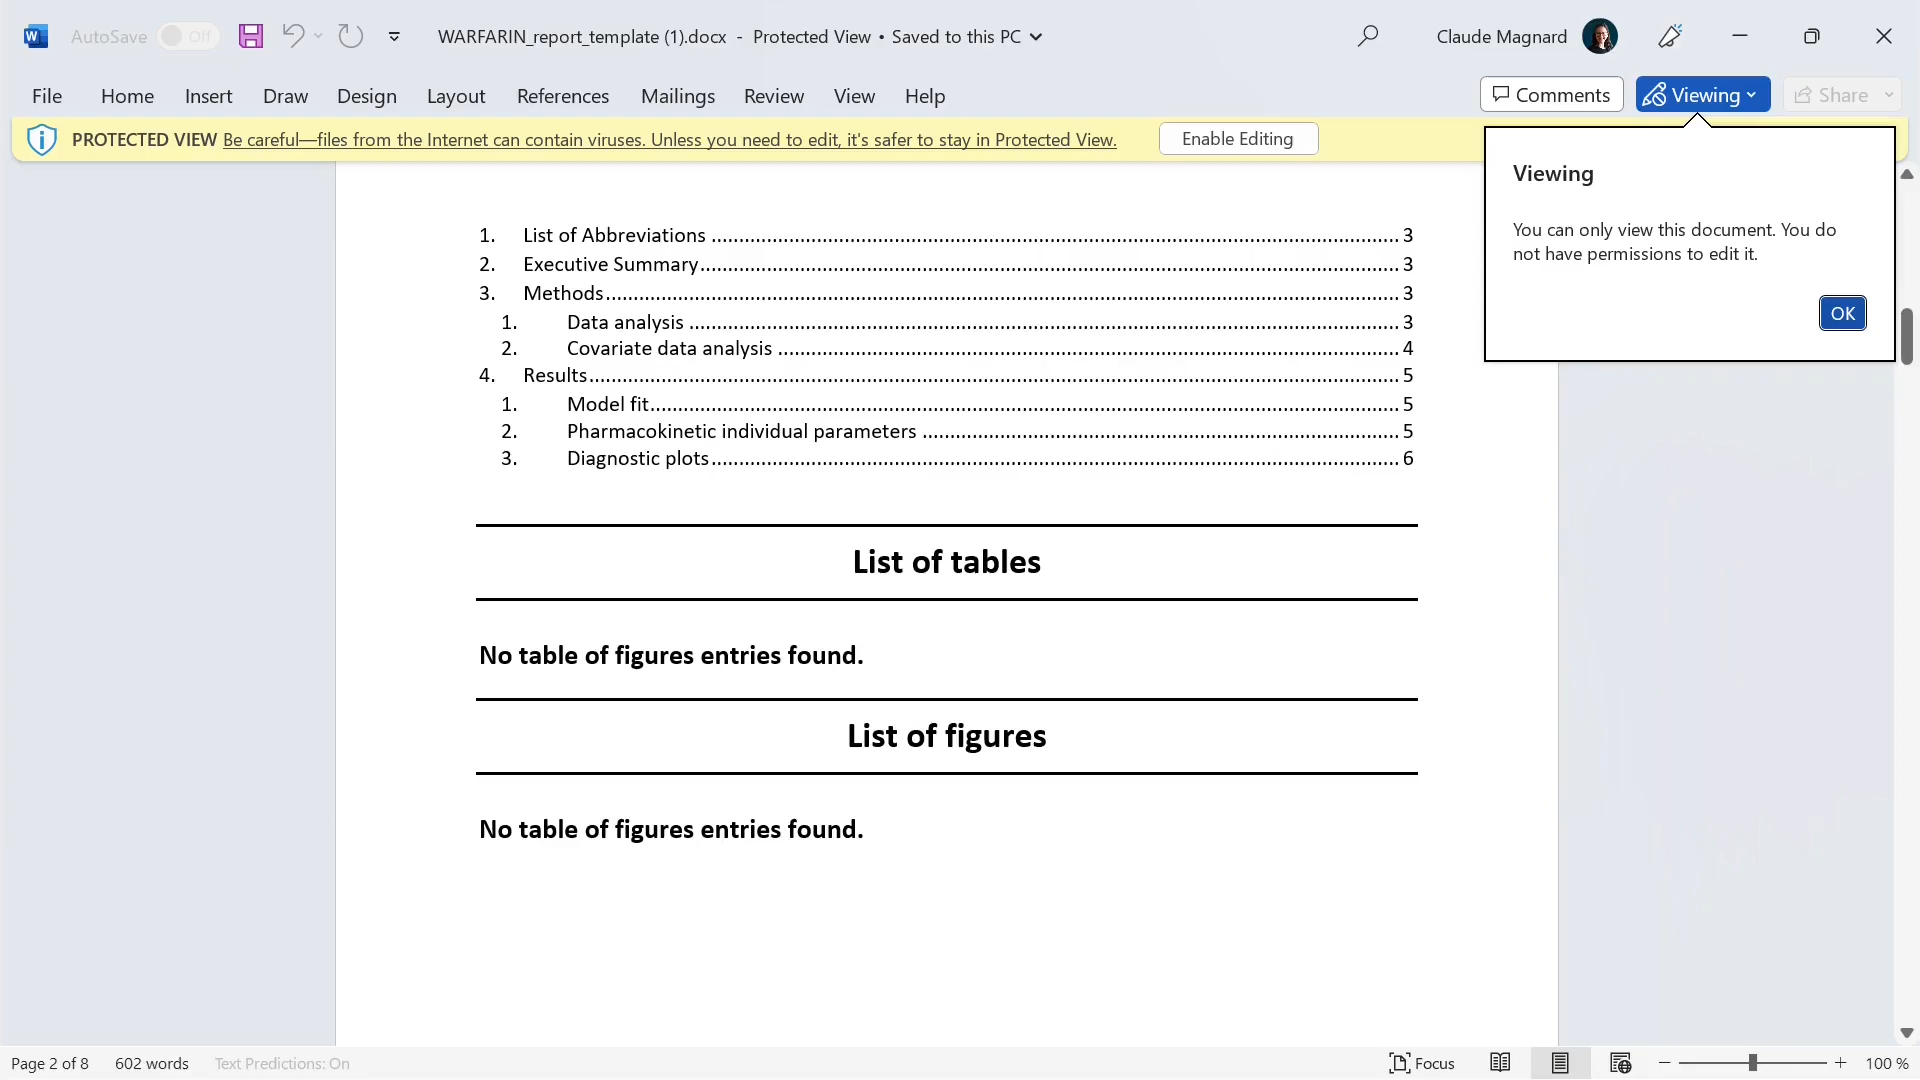 AutoSave Off WARFARIN_report_template (1).docx - Protected View • Saved to this PC Claude Magnard
File Home Insert Draw Design Layout References Mailings Review View Help Comments Viewing Share
PROTECTED VIEW Be careful—files from the Internet can contain viruses. Unless you need to edit, it's safer to stay in Protected View. Enable Editing
Viewing
You can only view this document. You do
not have permissions to edit it.
OK
1. List of Abbreviations 3
2. Executive Summary 3
3. Methods 3
1. Data analysis 3
2. Covariate data analysis 4
4. Results 5
1. Model fit 5
2. Pharmacokinetic individual parameters 5
3. Diagnostic plots 6
List of tables
No table of figures entries found.
List of figures
No table of figures entries found.
Page 2 of 8 602 words Text Predictions: On Focus 100 %